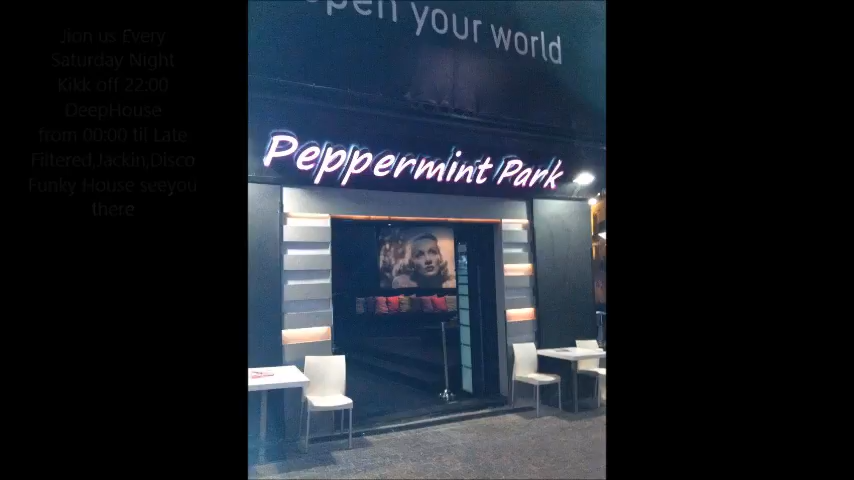 Jion us Every
Saturday Night
Kikk off 22:00
DeepHouse
from 00:00 til Late
Filtered,Jackin,Disco
Funky House seeyou
there
open your world
Peppermint Park